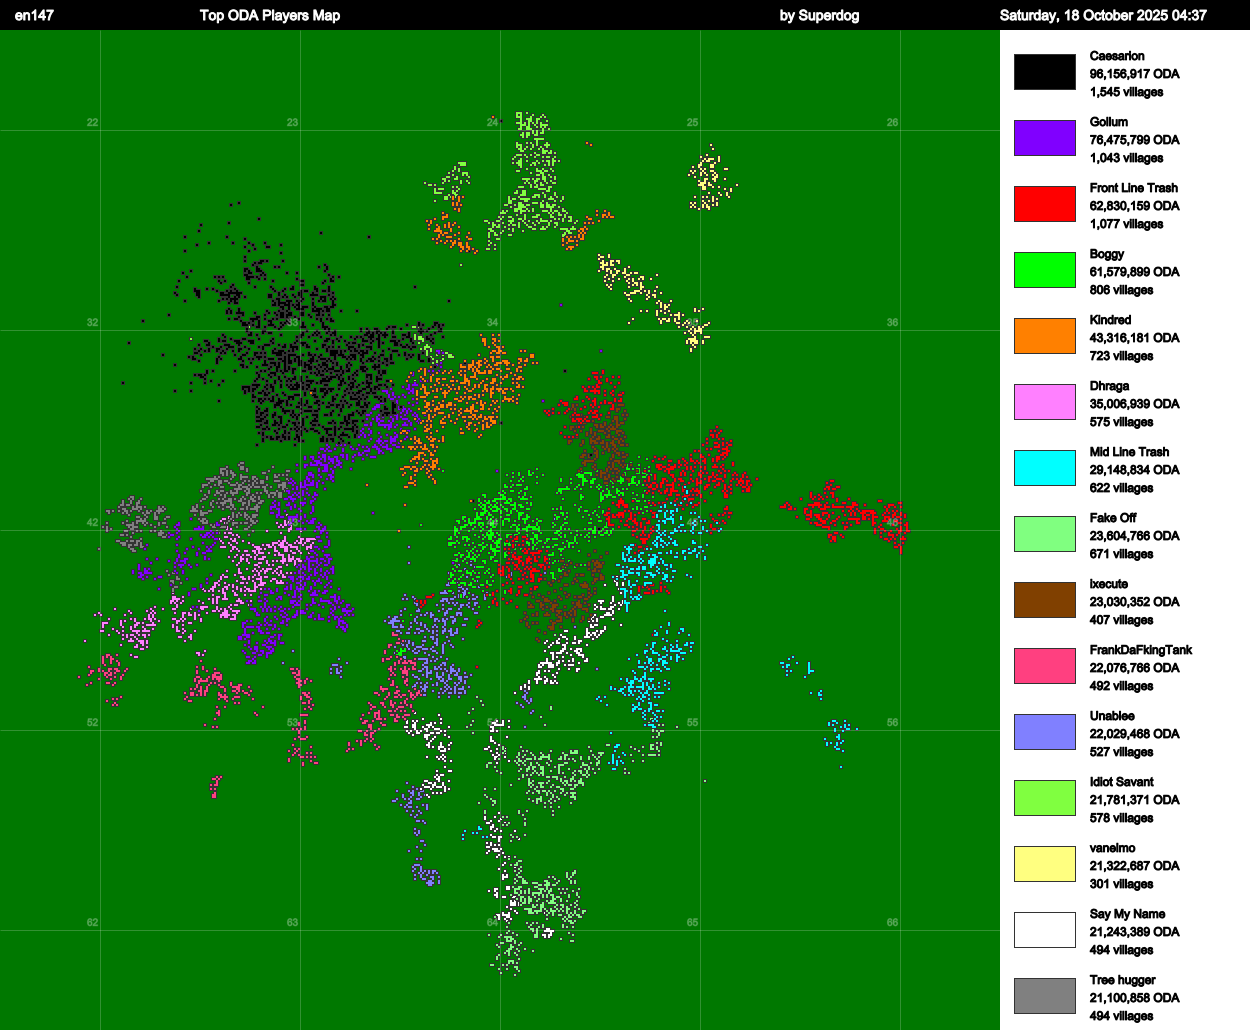 en147 Top ODA Players Map by Superdog Saturday, 18 October 2025 04:37
22 23 24 25 26
32 33 34 35 36
42 43 44 45 46
52 53 54 55 56
62 63 64 65 66
Caesarion
96,156,917 ODA
1,545 villages
Gollum
76,475,799 ODA
1,043 villages
Front Line Trash
62,830,159 ODA
1,077 villages
Boggy
61,579,899 ODA
806 villages
Kindred
43,316,181 ODA
723 villages
Dhraga
35,006,939 ODA
575 villages
Mid Line Trash
29,148,834 ODA
622 villages
Fake Off
23,604,766 ODA
671 villages
ixecute
23,030,352 ODA
407 villages
FrankDaFkingTank
22,076,766 ODA
492 villages
Unablee
22,029,468 ODA
527 villages
Idiot Savant
21,781,371 ODA
578 villages
vanelmo
21,322,687 ODA
301 villages
Say My Name
21,243,389 ODA
494 villages
Tree hugger
21,100,858 ODA
494 villages